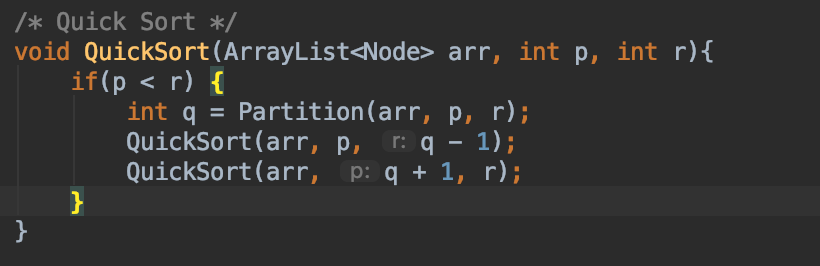 /* Quick Sort */
void QuickSort(ArrayList<Node> arr, int p, int r){
if(p < r) {
int q = Partition(arr, p, r);
QuickSort(arr, p, r: q - 1);
QuickSort(arr, p: q + 1, r);
}
}